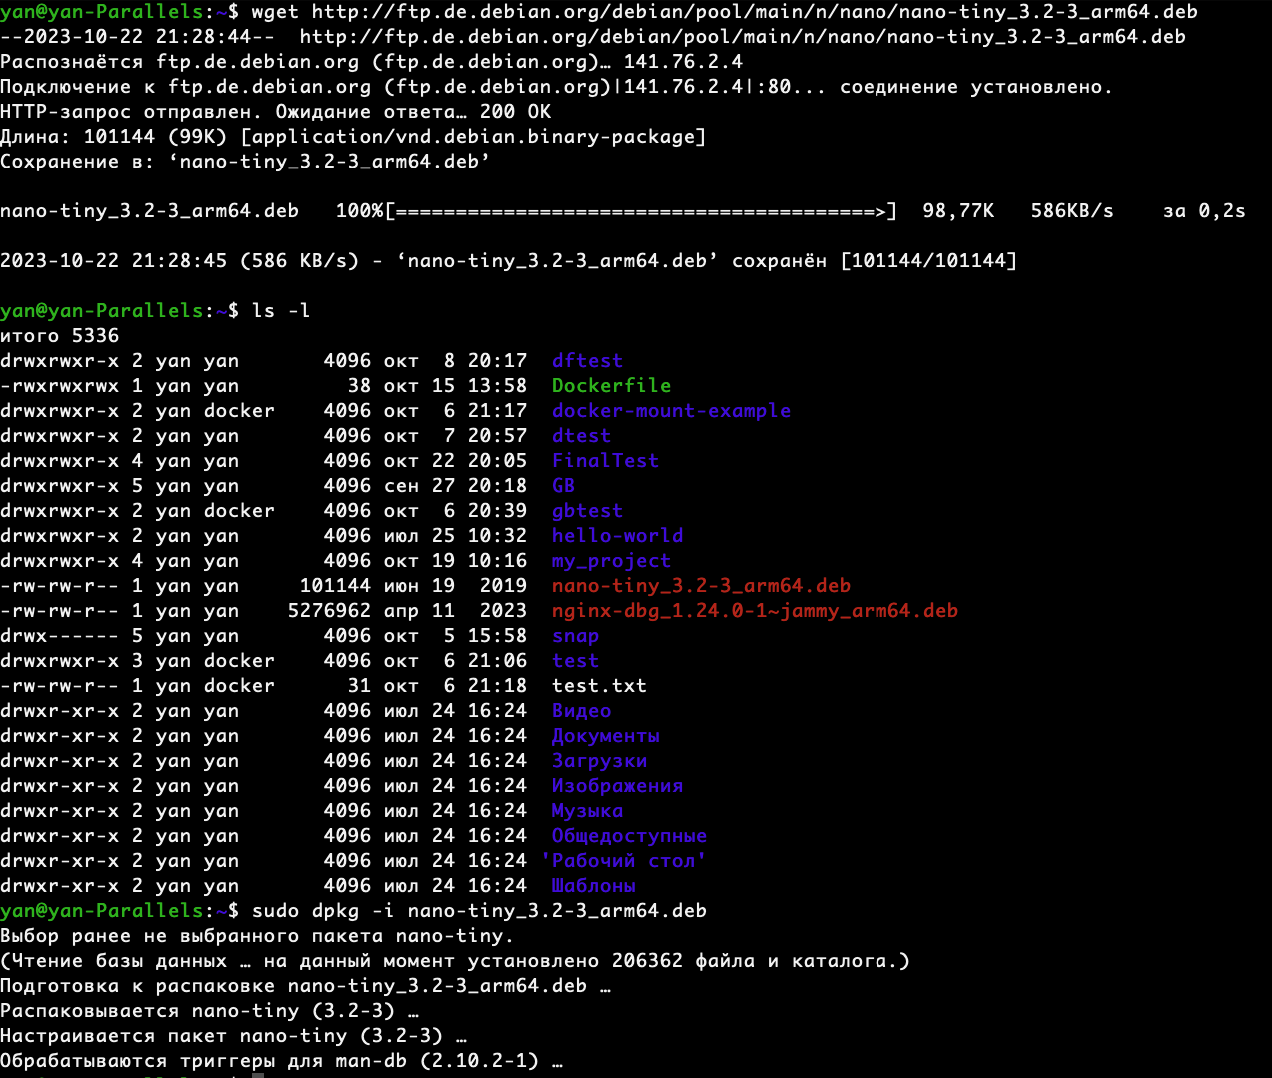 yan@yan-Parallels:~$ wget http://ftp.de.debian.org/debian/pool/main/n/nano/nano-tiny_3.2-3_arm64.deb
--2023-10-22 21:28:44--  http://ftp.de.debian.org/debian/pool/main/n/nano/nano-tiny_3.2-3_arm64.deb
Распознаётся ftp.de.debian.org (ftp.de.debian.org)… 141.76.2.4
Подключение к ftp.de.debian.org (ftp.de.debian.org)|141.76.2.4|:80... соединение установлено.
HTTP-запрос отправлен. Ожидание ответа… 200 OK
Длина: 101144 (99K) [application/vnd.debian.binary-package]
Сохранение в: ‘nano-tiny_3.2-3_arm64.deb’
nano-tiny_3.2-3_arm64.deb   100%[========================================>]  98,77K   586KB/s    за 0,2s
2023-10-22 21:28:45 (586 KB/s) - ‘nano-tiny_3.2-3_arm64.deb’ сохранён [101144/101144]
yan@yan-Parallels:~$ ls -l
итого 5336
drwxrwxr-x 2 yan yan       4096 окт  8 20:17  dftest
-rwxrwxrwx 1 yan yan         38 окт 15 13:58  Dockerfile
drwxrwxr-x 2 yan docker    4096 окт  6 21:17  docker-mount-example
drwxrwxr-x 2 yan yan       4096 окт  7 20:57  dtest
drwxrwxr-x 4 yan yan       4096 окт 22 20:05  FinalTest
drwxrwxr-x 5 yan yan       4096 сен 27 20:18  GB
drwxrwxr-x 2 yan docker    4096 окт  6 20:39  gbtest
drwxrwxr-x 2 yan yan       4096 июл 25 10:32  hello-world
drwxrwxr-x 4 yan yan       4096 окт 19 10:16  my_project
-rw-rw-r-- 1 yan yan     101144 июн 19  2019  nano-tiny_3.2-3_arm64.deb
-rw-rw-r-- 1 yan yan    5276962 апр 11  2023  nginx-dbg_1.24.0-1~jammy_arm64.deb
drwx------ 5 yan yan       4096 окт  5 15:58  snap
drwxrwxr-x 3 yan docker    4096 окт  6 21:06  test
-rw-rw-r-- 1 yan docker      31 окт  6 21:18  test.txt
drwxr-xr-x 2 yan yan       4096 июл 24 16:24  Видео
drwxr-xr-x 2 yan yan       4096 июл 24 16:24  Документы
drwxr-xr-x 2 yan yan       4096 июл 24 16:24  Загрузки
drwxr-xr-x 2 yan yan       4096 июл 24 16:24  Изображения
drwxr-xr-x 2 yan yan       4096 июл 24 16:24  Музыка
drwxr-xr-x 2 yan yan       4096 июл 24 16:24  Общедоступные
drwxr-xr-x 2 yan yan       4096 июл 24 16:24 'Рабочий стол'
drwxr-xr-x 2 yan yan       4096 июл 24 16:24  Шаблоны
yan@yan-Parallels:~$ sudo dpkg -i nano-tiny_3.2-3_arm64.deb
Выбор ранее не выбранного пакета nano-tiny.
(Чтение базы данных … на данный момент установлено 206362 файла и каталога.)
Подготовка к распаковке nano-tiny_3.2-3_arm64.deb …
Распаковывается nano-tiny (3.2-3) …
Настраивается пакет nano-tiny (3.2-3) …
Обрабатываются триггеры для man-db (2.10.2-1) …